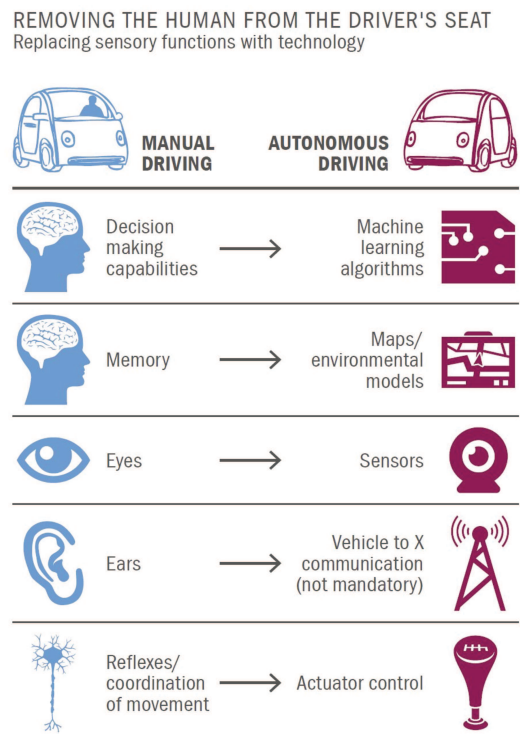 REMOVING THE HUMAN FROM THE DRIVER'S SEAT
Replacing sensory functions with technology
MANUAL
DRIVING
AUTONOMOUS
DRIVING
Decision
making
capabilities
Machine
learning
algorithms
Memory
Maps/
environmental
models
Eyes
Sensors
Ears
Vehicle to X
communication
(not mandatory)
Reflexes/
coordination
of movement
Actuator control